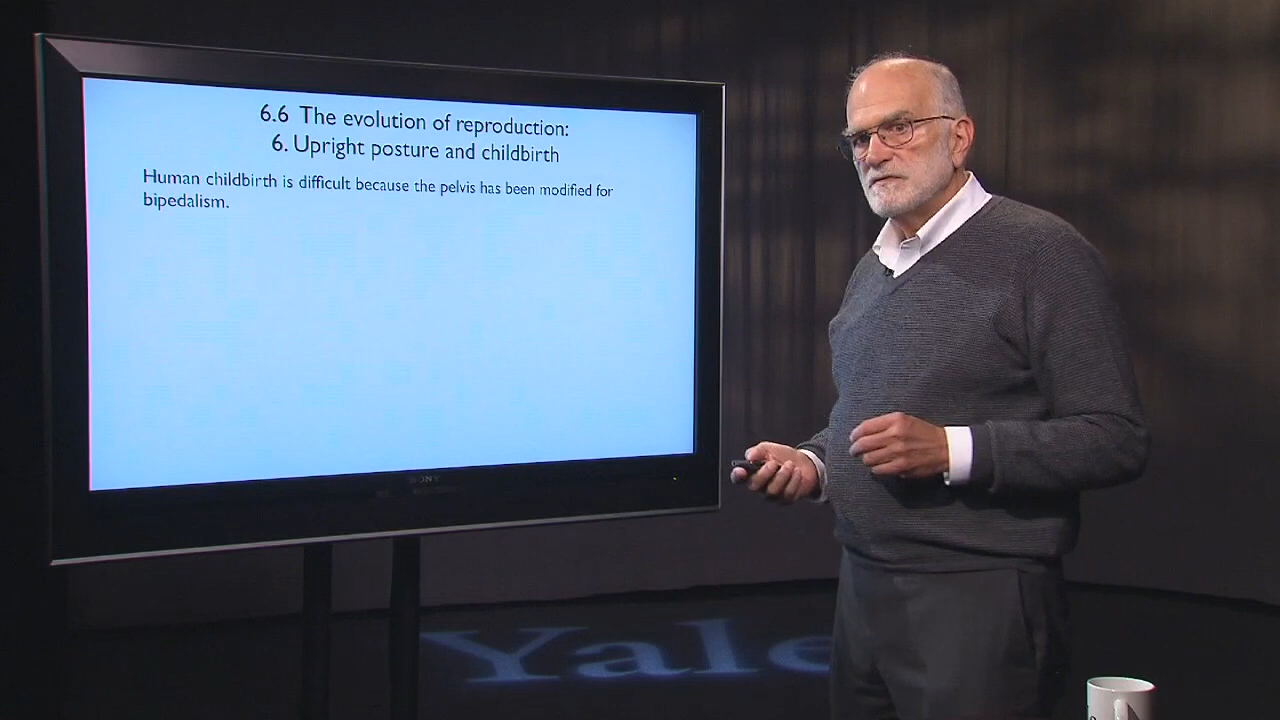 6.6 The evolution of reproduction:
6. Upright posture and childbirth
Human childbirth is difficult because the pelvis has been modified for
bipedalism.
SONY
Yale